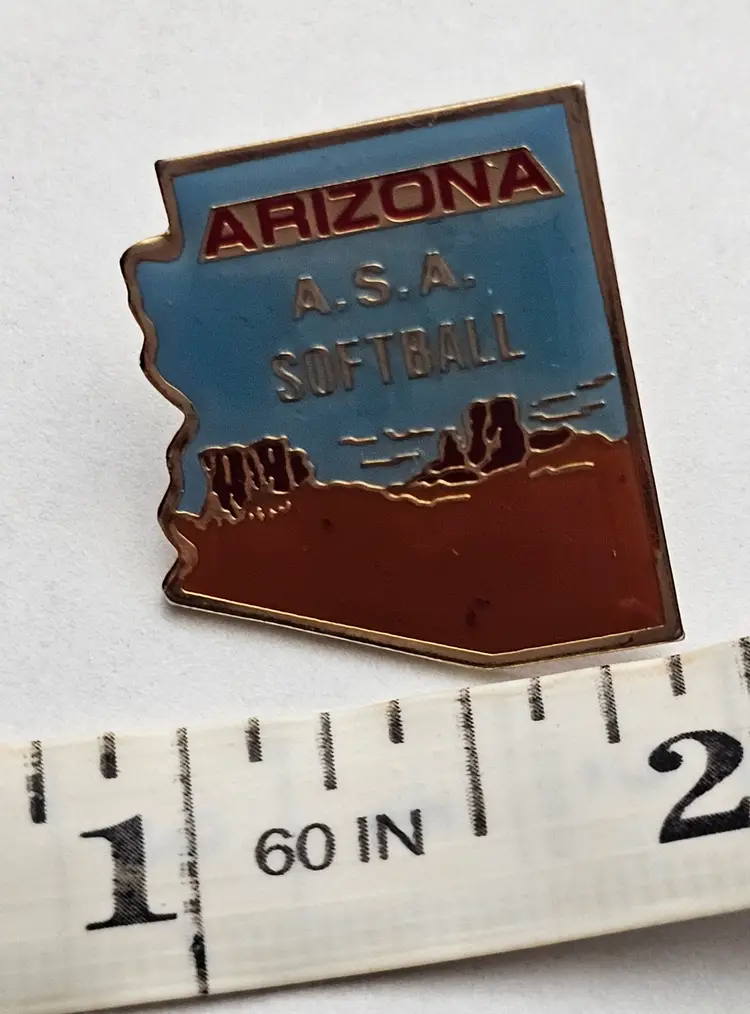 ARIZONA
A.S.A.
SOFTBALL
1
60 IN
2